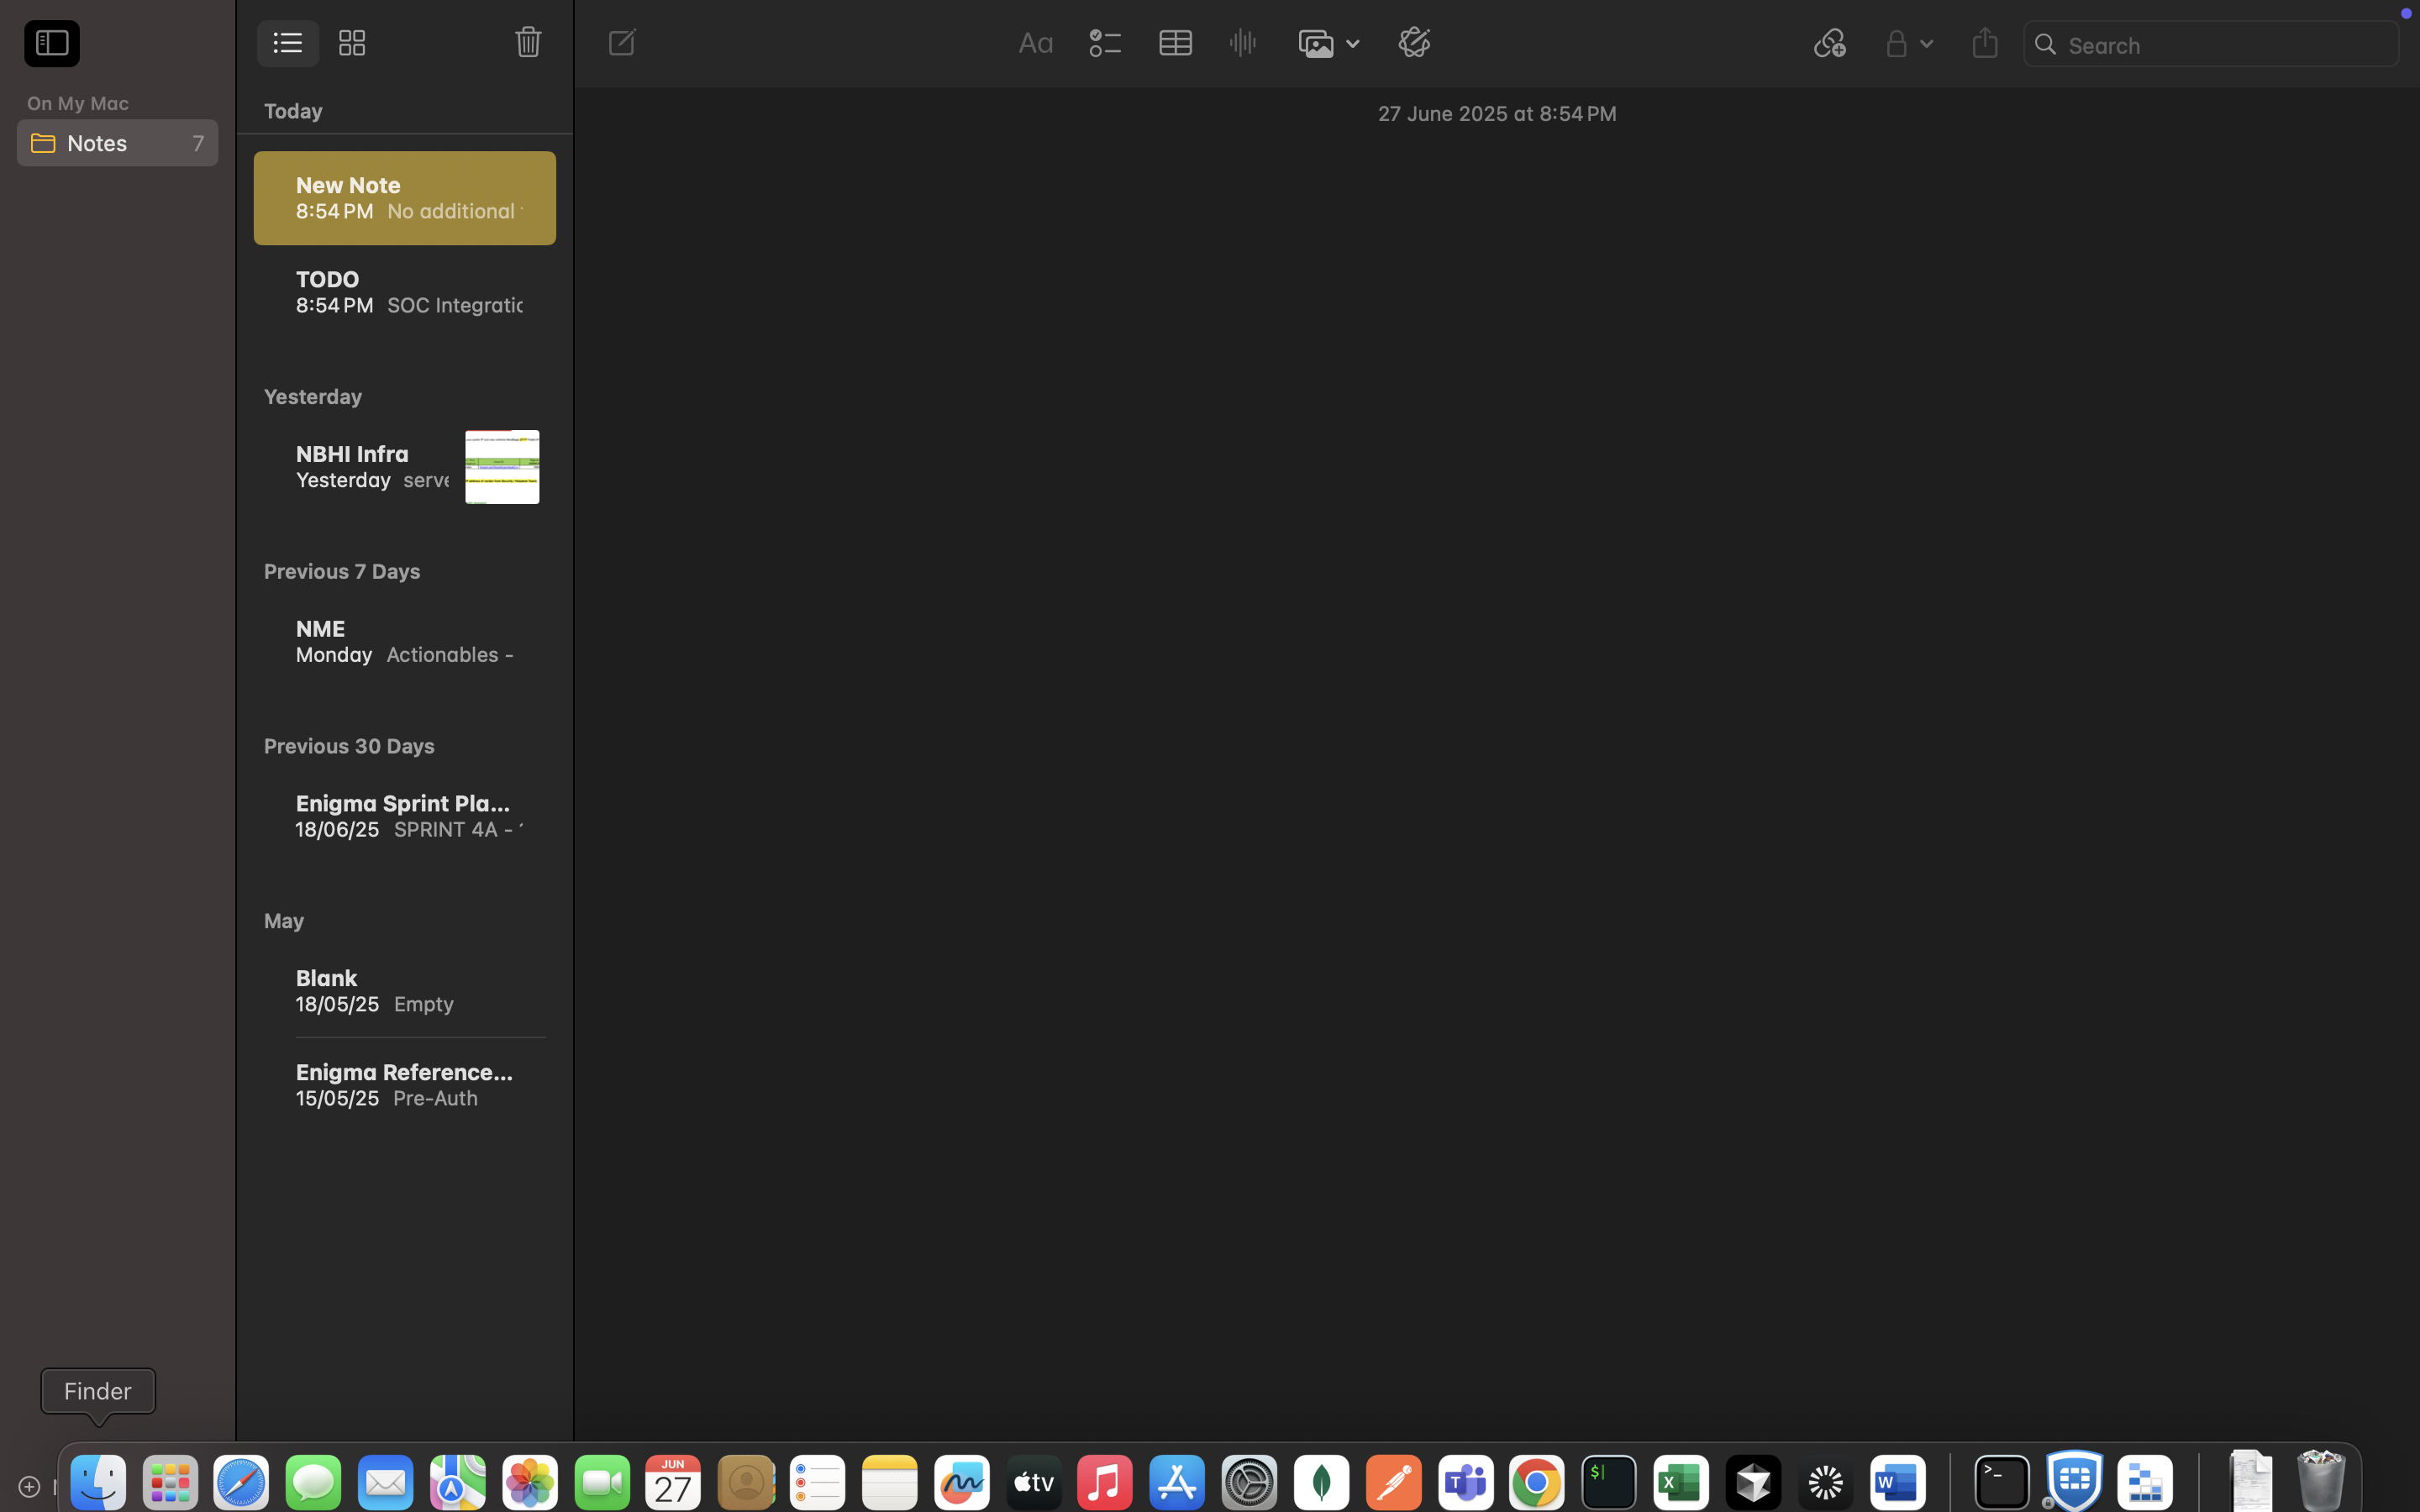 On My Mac
Notes 7
Today
New Note
8:54 PM No additional
TODO
8:54 PM SOC Integratic
Yesterday
NBHI Infra
Yesterday serve
Previous 7 Days
NME
Monday Actionables -
Previous 30 Days
Enigma Sprint Pla...
18/06/25 SPRINT 4A -
May
Blank
18/05/25 Empty
Enigma Reference...
15/05/25 Pre-Auth
Aa
Search
27 June 2025 at 8:54 PM
Finder
JUN
27
tv
T
$
X
W
>_